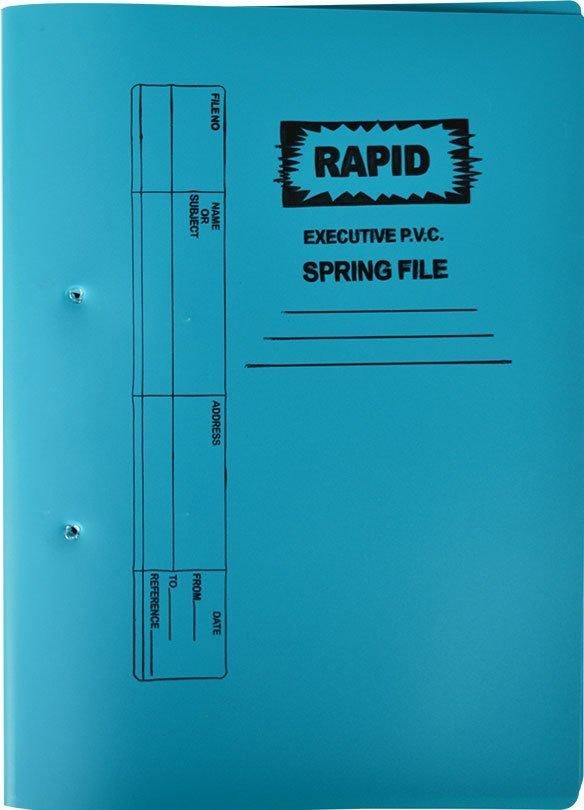 RAPID
EXECUTIVE P.V.C.
SPRING FILE
FILE NO
NAME
OR
SUBJECT
ADDRESS
DATE
FROM
TO
REFERENCE